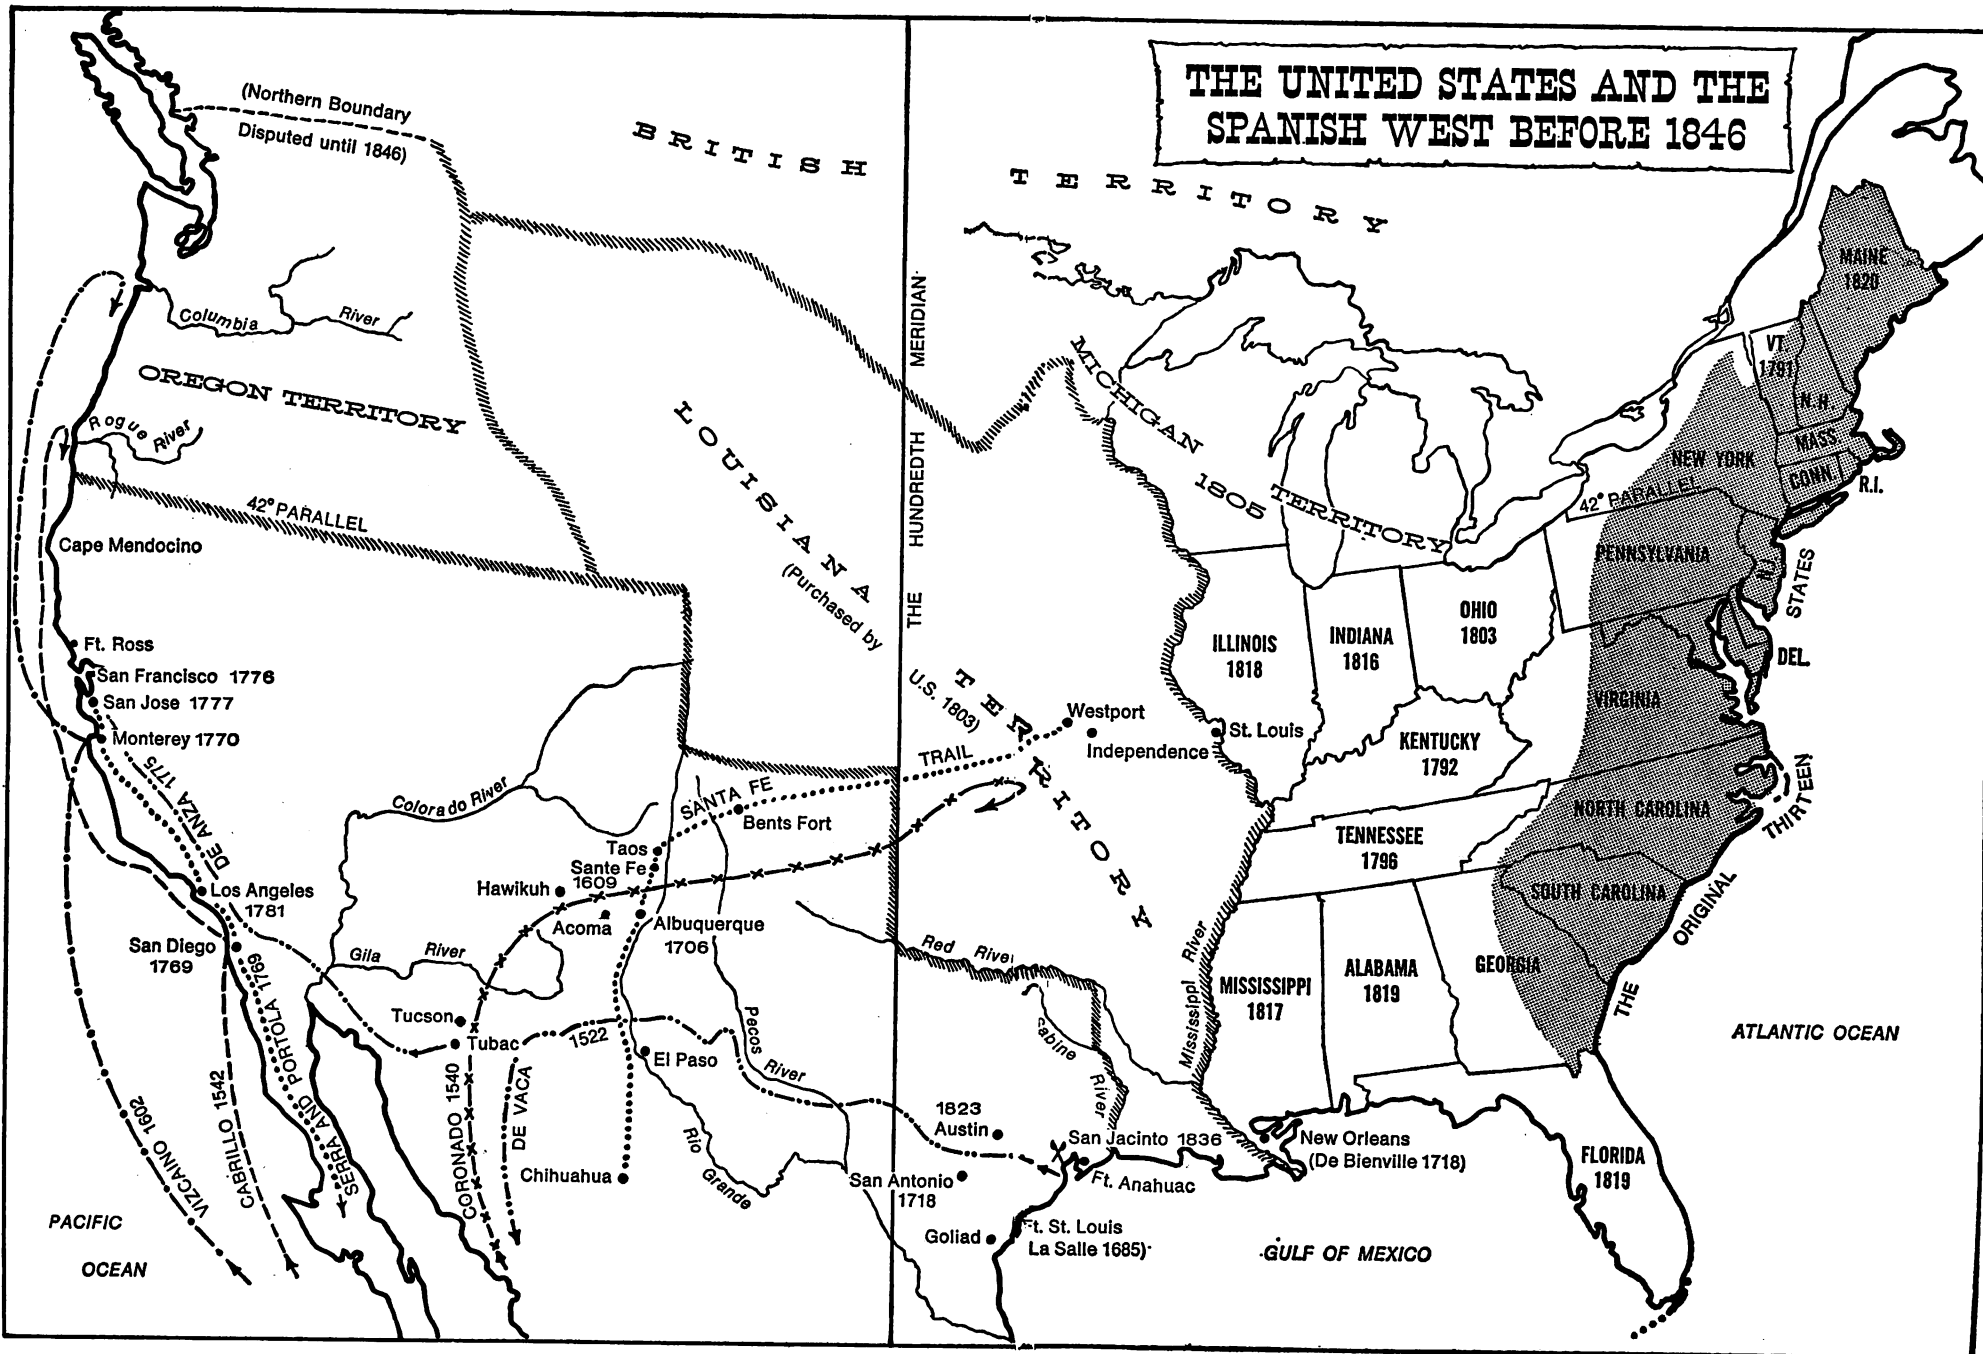 THE UNITED STATES AND THE
SPANISH WEST BEFORE 1846
(Northern Boundary
Disputed until 1846)
BRITISH
TERRITORY
MAINE
1820
VT.
1791
N.H.
MASS.
CONN.
R.I.
NEW YORK
42° PARALLEL
PENNSYLVANIA
N.J.
DEL.
VIRGINIA
NORTH CAROLINA
SOUTH CAROLINA
GEORGIA
THE ORIGINAL THIRTEEN STATES
ATLANTIC OCEAN
Columbia River
OREGON TERRITORY
Rogue River
42° PARALLEL
Cape Mendocino
Ft. Ross
San Francisco 1776
San Jose 1777
Monterey 1770
DE ANZA 1775
Los Angeles
1781
San Diego
1769
SERRA AND PORTOLA 1769
CABRILLO 1542
VIZCAINO 1602
PACIFIC
OCEAN
LOUISIANA
(Purchased by
U.S. 1803)
TERRITORY
THE HUNDREDTH MERIDIAN
MICHIGAN
1805
TERRITORY
ILLINOIS
1818
INDIANA
1816
OHIO
1803
KENTUCKY
1792
TENNESSEE
1796
MISSISSIPPI
1817
ALABAMA
1819
FLORIDA
1819
Westport
Independence
St. Louis
SANTA FE TRAIL
Bents Fort
Colorado River
Taos
Sante Fe
1609
Hawikuh
Acoma
Albuquerque
1706
Gila River
Tucson
Tubac
1522
El Paso
CORONADO 1540
DE VACA
Chihuahua
Rio
Grande
Pecos
River
Red River
Sabine
River
Mississippi River
1823
Austin
San Jacinto 1836
Ft. Anahuac
San Antonio
1718
Goliad
Ft. St. Louis
La Salle 1685)
New Orleans
(De Bienville 1718)
GULF OF MEXICO